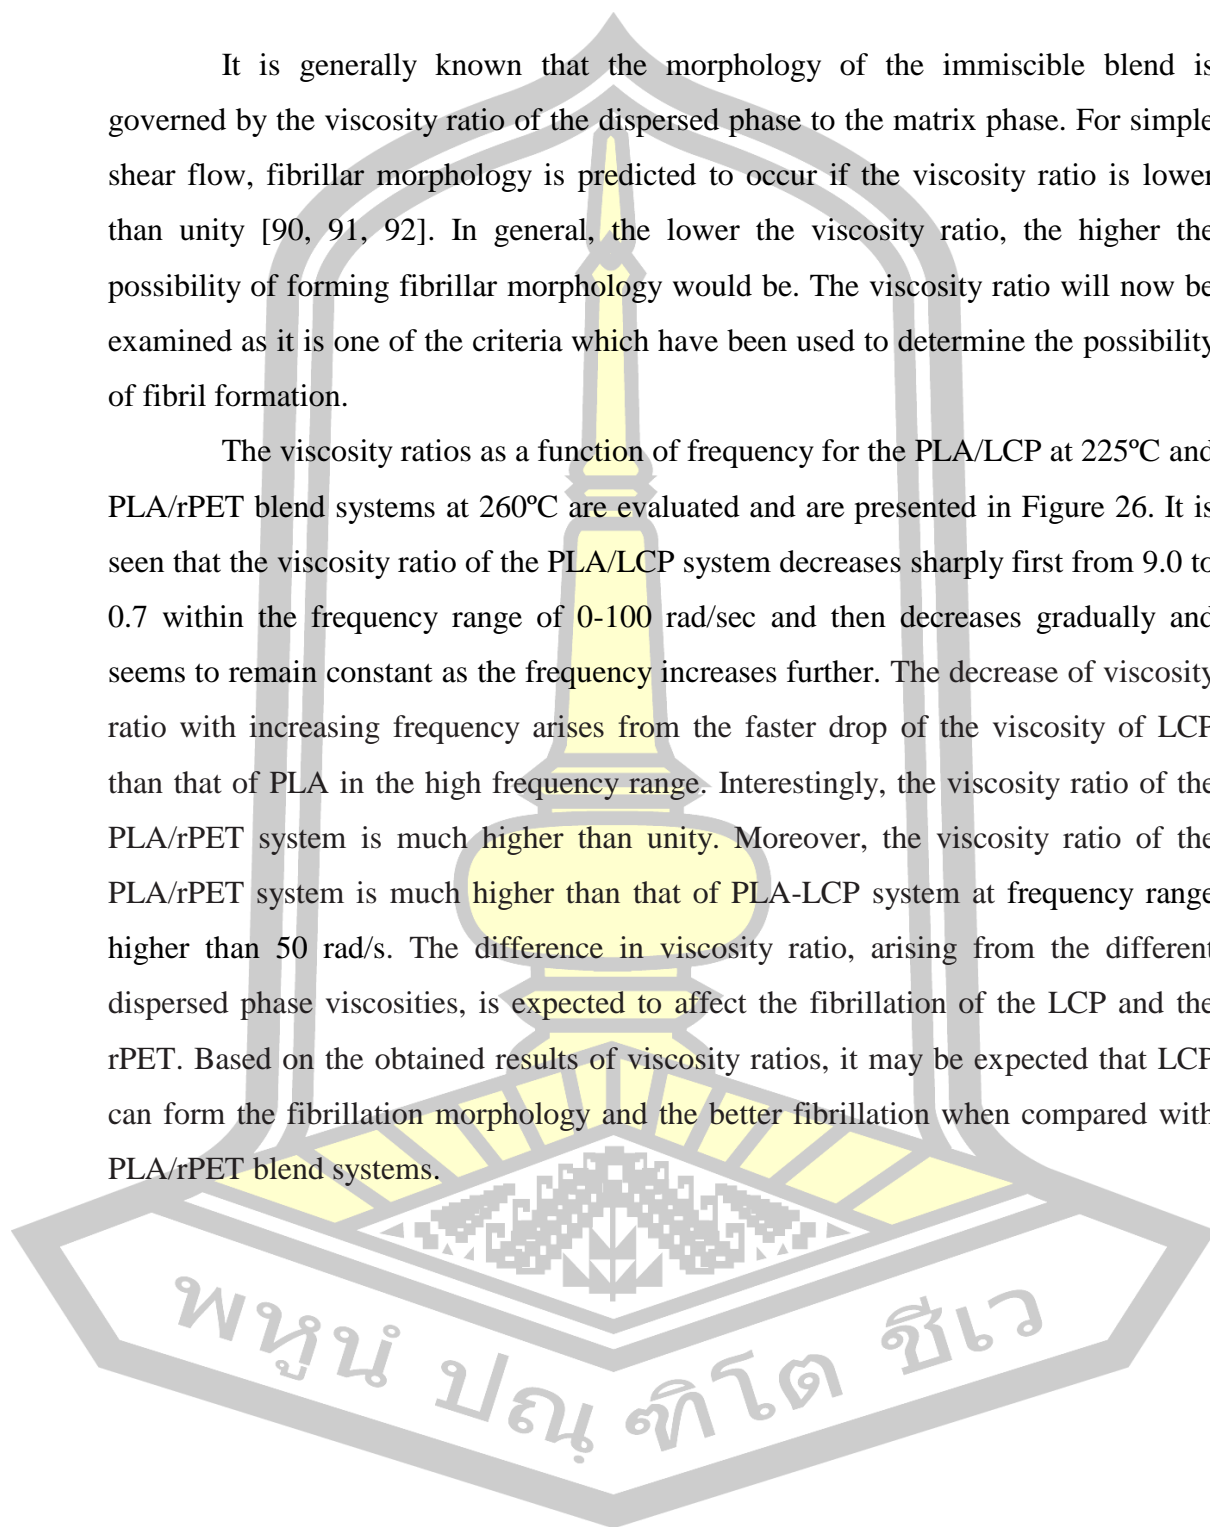 It is generally known that the morphology of the immiscible blend is
governed by the viscosity ratio of the dispersed phase to the matrix phase. For simple
shear flow, fibrillar morphology is predicted to occur if the viscosity ratio is lower
than unity [90, 91, 92]. In general, the lower the viscosity ratio, the higher the
possibility of forming fibrillar morphology would be. The viscosity ratio will now be
examined as it is one of the criteria which have been used to determine the possibility
of fibril formation.
The viscosity ratios as a function of frequency for the PLA/LCP at 225ºC and
PLA/rPET blend systems at 260ºC are evaluated and are presented in Figure 26. It is
seen that the viscosity ratio of the PLA/LCP system decreases sharply first from 9.0 to
0.7 within the frequency range of 0-100 rad/sec and then decreases gradually and
seems to remain constant as the frequency increases further. The decrease of viscosity
ratio with increasing frequency arises from the faster drop of the viscosity of LCP
than that of PLA in the high frequency range. Interestingly, the viscosity ratio of the
PLA/rPET system is much higher than unity. Moreover, the viscosity ratio of the
PLA/rPET system is much higher than that of PLA-LCP system at frequency range
higher than 50 rad/s. The difference in viscosity ratio, arising from the different
dispersed phase viscosities, is expected to affect the fibrillation of the LCP and the
rPET. Based on the obtained results of viscosity ratios, it may be expected that LCP
can form the fibrillation morphology and the better fibrillation when compared with
PLA/rPET blend systems.
พหูนํ ปณฺฑิโต ชีเว